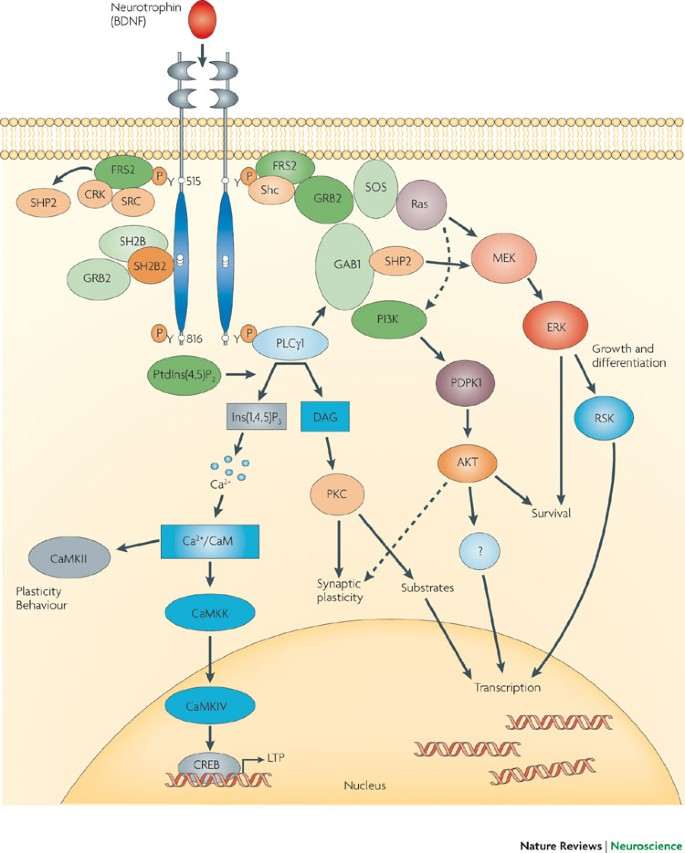 Neurotrophin
(BDNF)
FRS2
P
Y
515
Y
P
FRS2
SHP2
CRK
SRC
Shc
GRB2
SOS
Ras
SH2B
SH2B2
GRB2
GAB1
SHP2
MEK
PI3K
ERK
P
Y
816
Y
P
PLCγ1
Growth and
differentiation
PtdIns(4,5)P2
PDPK1
Ins(1,4,5)P3
DAG
RSK
Ca2+
PKC
AKT
Survival
CaMKII
Ca2+/CaM
?
Plasticity
Behaviour
Synaptic
plasticity
Substrates
CaMKK
Transcription
CaMKIV
CREB
LTP
Nucleus
Nature Reviews | Neuroscience